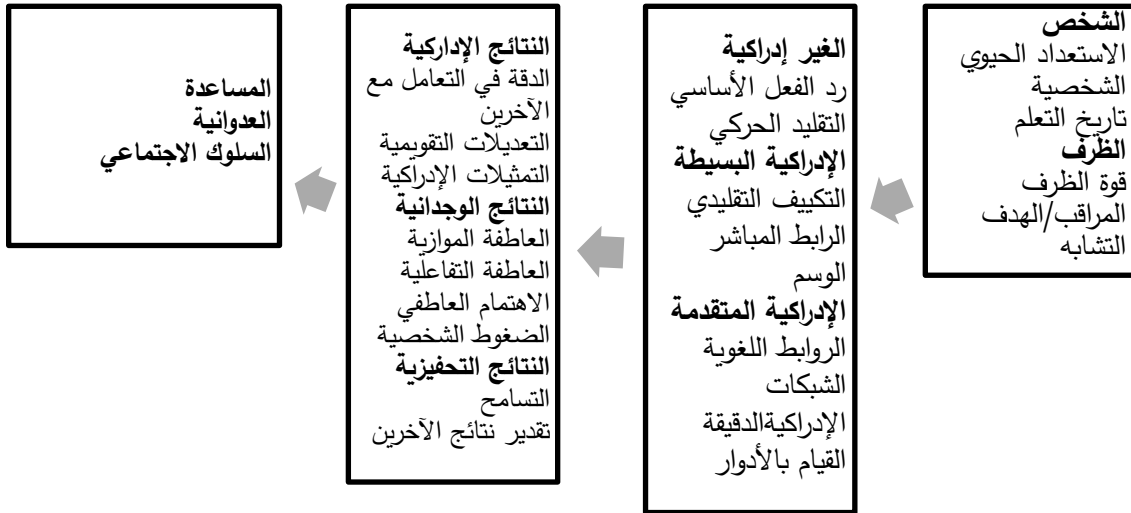 الشخص
الاستعداد الحيوي
الشخصية
تاريخ التعلم
الظرف
قوة الظرف
المراقب/الهدف
التشابه
الغير إدراكية
رد الفعل الأساسي
التقليد الحركي
الإدراكية البسيطة
التكييف التقليدي
الرابط المباشر
الوسم
الإدراكية المتقدمة
الروابط اللغوية
الشبكات
الإدراكيةالدقيقة
القيام بالأدوار
النتائج الإداركية
الدقة في التعامل مع
الآخرين
التعديلات التقويمية
التمثيلات الإدراكية
النتائج الوجدانية
العاطفة الموازية
العاطفة التفاعلية
الاهتمام العاطفي
الضغوط الشخصية
النتائج التحفيزية
التسامح
تقدير نتائج الآخرين
المساعدة
العدوانية
السلوك الاجتماعي